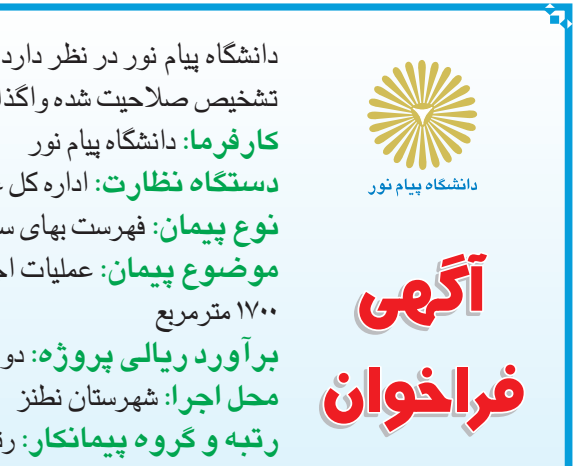 دانشگاه پیام نور
آگهی
فراخوان
دانشگاه پیام نور در نظر دارد
تشخیص صلاحیت شده
کارفرما: دانشگاه پیام نور
دستگاه نظارت: اداره کل
نوع پیمان: فهرست بهای
موضوع پیمان: عملیات
۱۷۰۰ مترمربع
برآورد ریالی پروژه: دو
محل اجرا: شهرستان نطنز
رتبه و گروه پیمانکار: